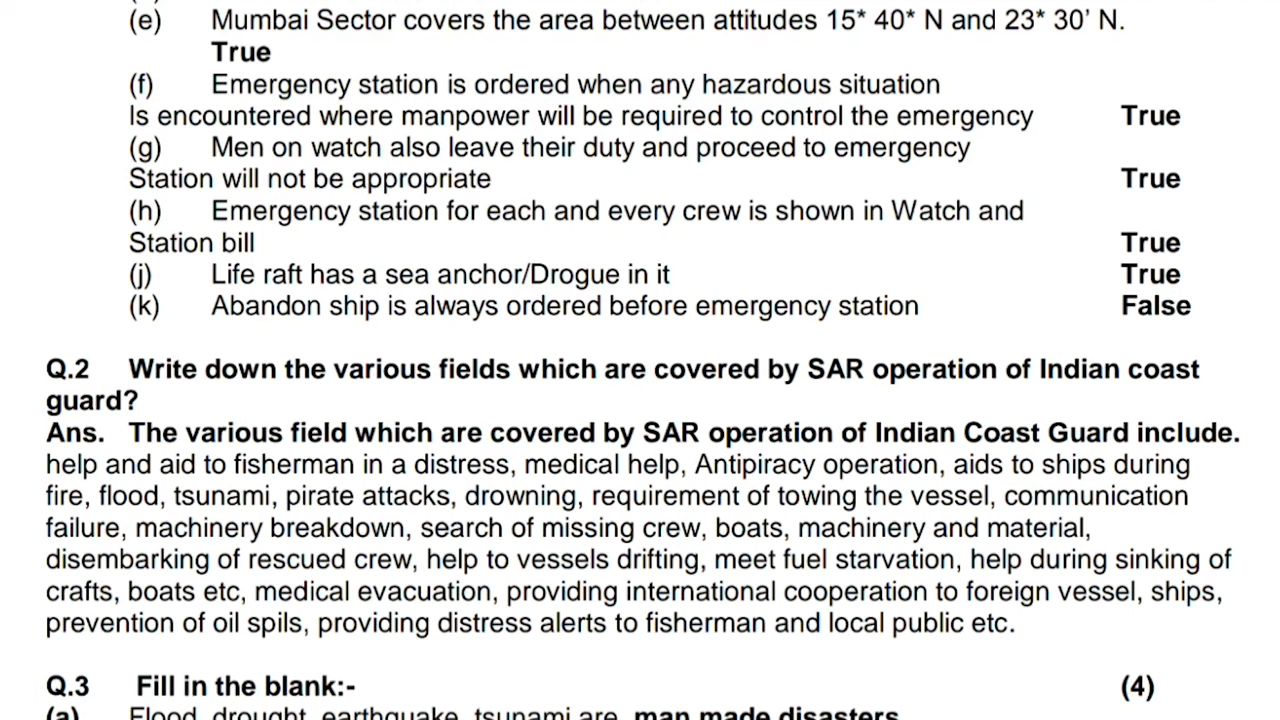 (e) Mumbai Sector covers the area between attitudes 15* 40* N and 23* 30’ N.
True
(f) Emergency station is ordered when any hazardous situation
Is encountered where manpower will be required to control the emergency True
(g) Men on watch also leave their duty and proceed to emergency
Station will not be appropriate True
(h) Emergency station for each and every crew is shown in Watch and
Station bill True
(j) Life raft has a sea anchor/Drogue in it True
(k) Abandon ship is always ordered before emergency station False
Q.2 Write down the various fields which are covered by SAR operation of Indian coast
guard?
Ans. The various field which are covered by SAR operation of Indian Coast Guard include.
help and aid to fisherman in a distress, medical help, Antipiracy operation, aids to ships during
fire, flood, tsunami, pirate attacks, drowning, requirement of towing the vessel, communication
failure, machinery breakdown, search of missing crew, boats, machinery and material,
disembarking of rescued crew, help to vessels drifting, meet fuel starvation, help during sinking of
crafts, boats etc, medical evacuation, providing international cooperation to foreign vessel, ships,
prevention of oil spils, providing distress alerts to fisherman and local public etc.
Q.3 Fill in the blank:- (4)
(a) Flood, drought, earthquake, tsunami are man made disasters